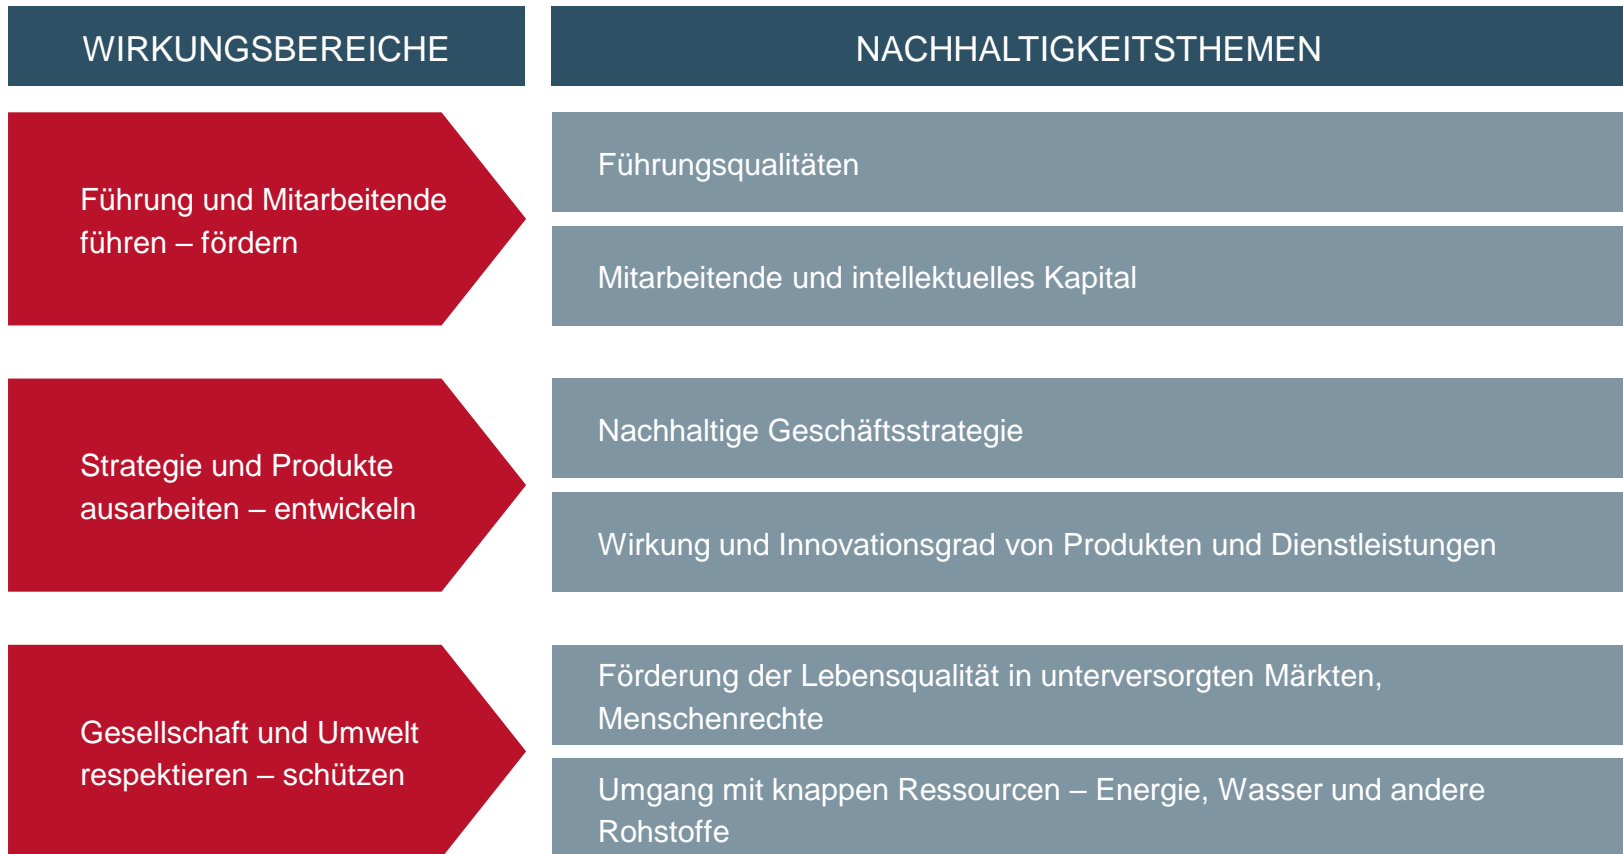 WIRKUNGSBEREICHE
NACHHALTIGKEITSTHEMEN
Führung und Mitarbeitende
führen – fördern
Führungsqualitäten
Mitarbeitende und intellektuelles Kapital
Strategie und Produkte
ausarbeiten – entwickeln
Nachhaltige Geschäftsstrategie
Wirkung und Innovationsgrad von Produkten und Dienstleistungen
Gesellschaft und Umwelt
respektieren – schützen
Förderung der Lebensqualität in unterversorgten Märkten,
Menschenrechte
Umgang mit knappen Ressourcen – Energie, Wasser und andere
Rohstoffe